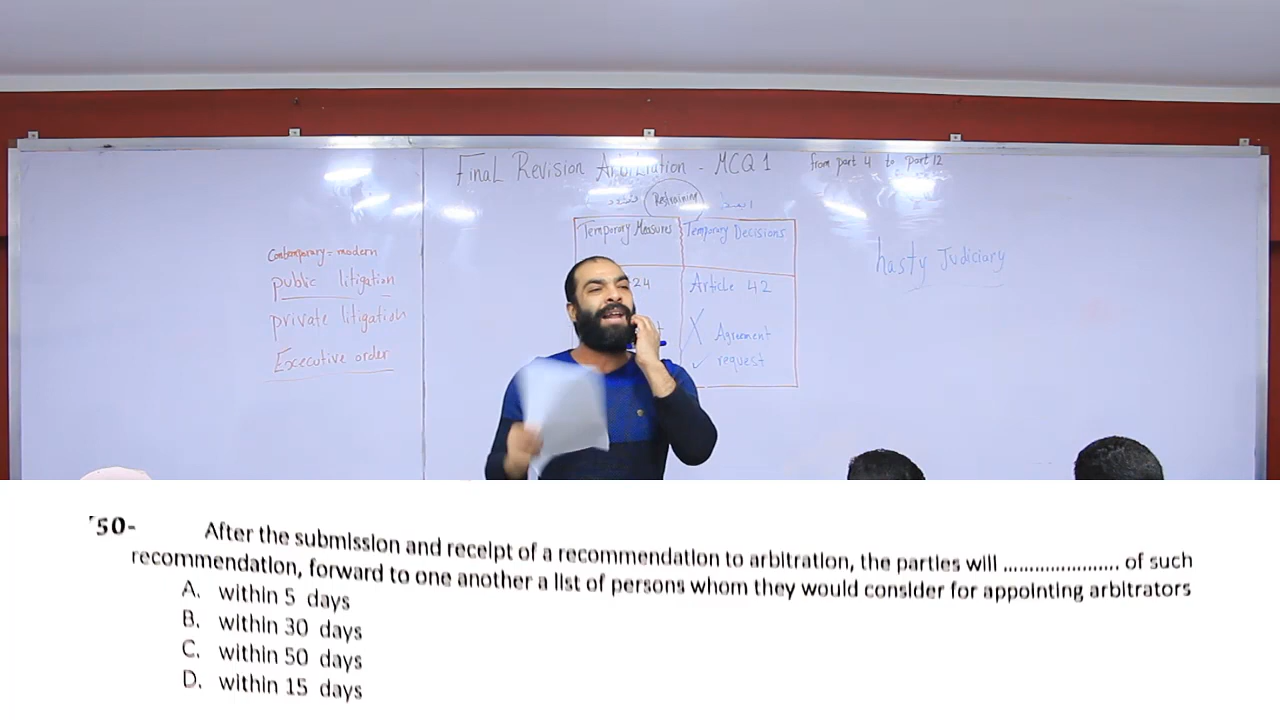 Final Revision Arbitration - MCQ 1 from part 4 to part 12
Restraining
Temporary Measures Temporary Decisions
hasty Judiciary
Contemporary = modern
public litigation
private litigation
Excecutive order
24 Article 42
X Agreement
✓ request
50- After the submission and receipt of a recommendation to arbitration, the parties will ...................... of such
recommendation, forward to one another a list of persons whom they would consider for appointing arbitrators
A. within 5 days
B. within 30 days
C. within 50 days
D. within 15 days